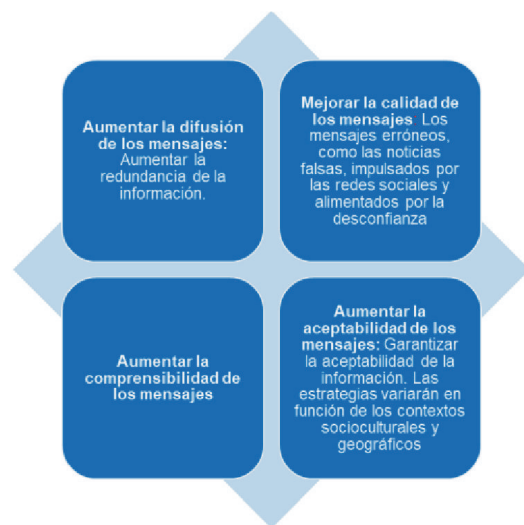 Aumentar la difusión
de los mensajes:
Aumentar la
redundancia de la
información.
Mejorar la calidad de
los mensajes Los
mensajes erróneos,
como las noticias
falsas, impulsados por
las redes sociales y
alimentados por la
desconfianza
Aumentar la
comprensibilidad de
los mensajes
Aumentar la
aceptabilidad de los
mensajes: Garantizar
la aceptabilidad de la
información. Las
estrategias variarán en
función de los contextos
socioculturales y
geográficos